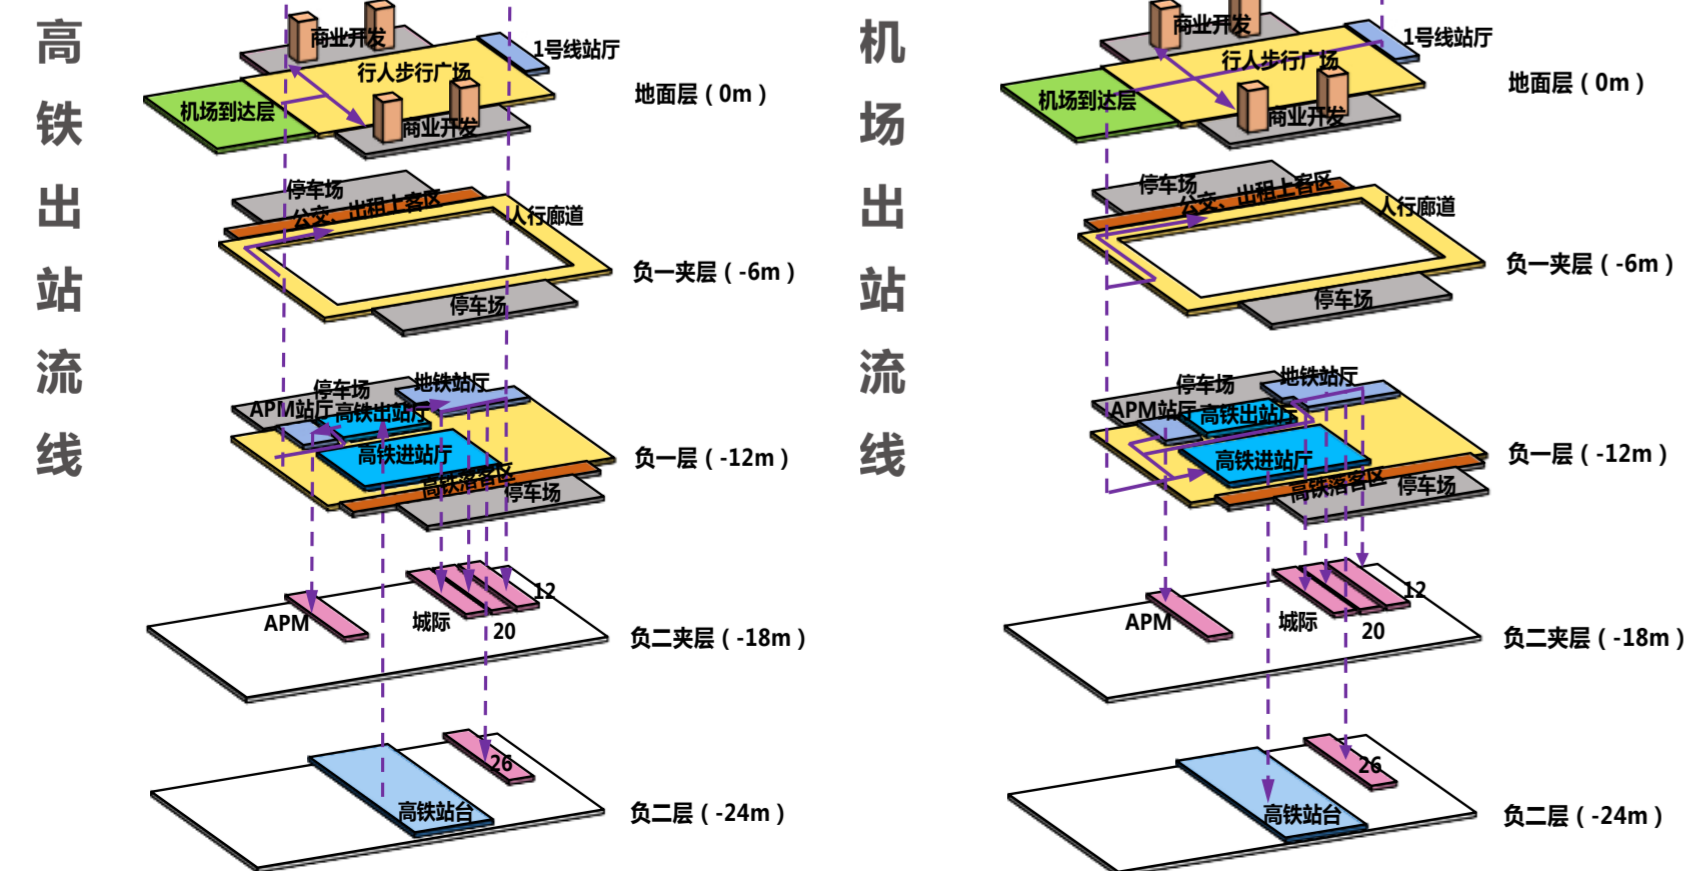 高铁出站流线
商业开发
1号线站厅
行人步行广场
机场到达层
商业开发
地面层（0m）
停车场
公交、出租上客区
人行廊道
停车场
负一夹层（-6m）
停车场
地铁站厅
APM站厅
高铁出站厅
高铁进站厅
高铁落客区
停车场
负一层（-12m）
APM
城际
12
20
负二夹层（-18m）
26
高铁站台
负二层（-24m）
机场出站流线
商业开发
1号线站厅
行人步行广场
机场到达层
商业开发
地面层（0m）
停车场
公交、出租上客区
人行廊道
停车场
负一夹层（-6m）
停车场
地铁站厅
APM站厅
高铁出站厅
高铁进站厅
高铁落客区
停车场
负一层（-12m）
APM
城际
12
20
负二夹层（-18m）
26
高铁站台
负二层（-24m）